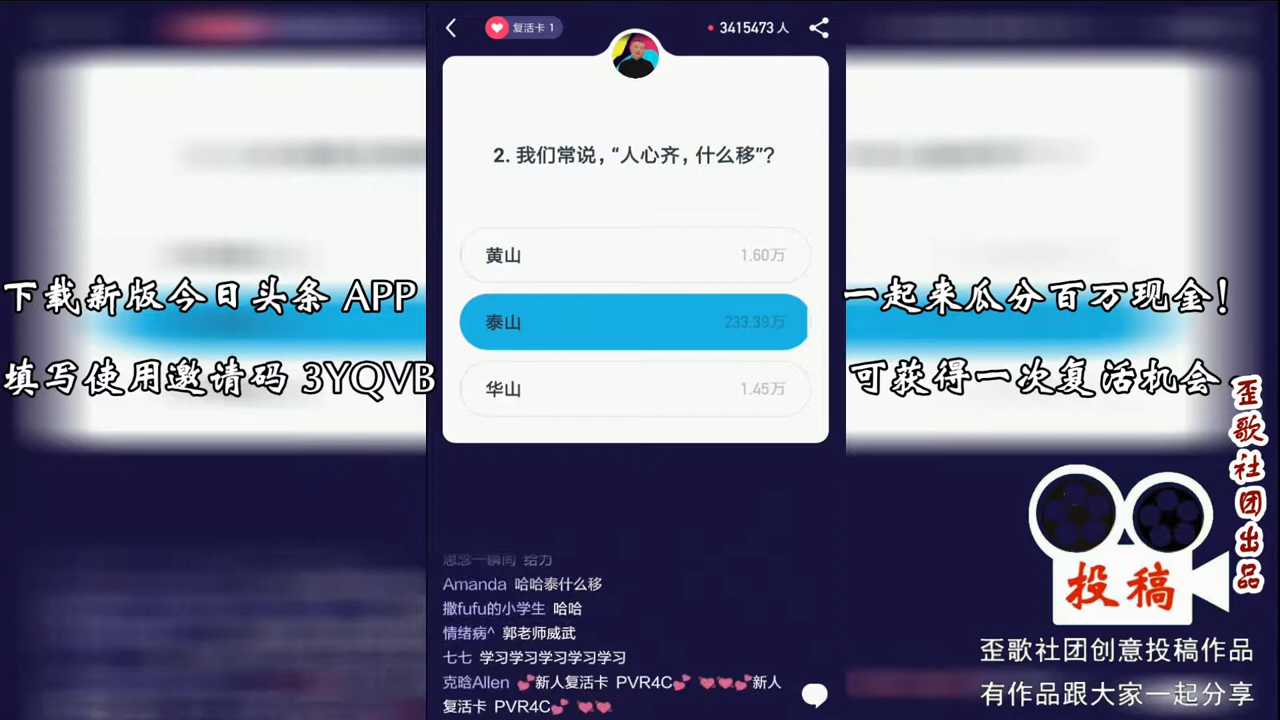 复活卡 1
3415473 人
2. 我们常说，“人心齐，什么移”？
黄山 1.60万
泰山 233.39万
华山 1.45万
下载新版今日头条 APP 一起来瓜分百万现金！
填写使用邀请码 3YQVB 可获得一次复活机会
歪歌社团出品
思念一瞬间 给力
Amanda 哈哈泰什么移
撒fufu的小学生 哈哈
情绪病^ 郭老师威武
七七 学习学习学习学习学习
克晗Allen 💕新人复活卡 PVR4C💕 💓💓💕新人
复活卡 PVR4C💕 💓💓
投稿
歪歌社团创意投稿作品
有作品跟大家一起分享